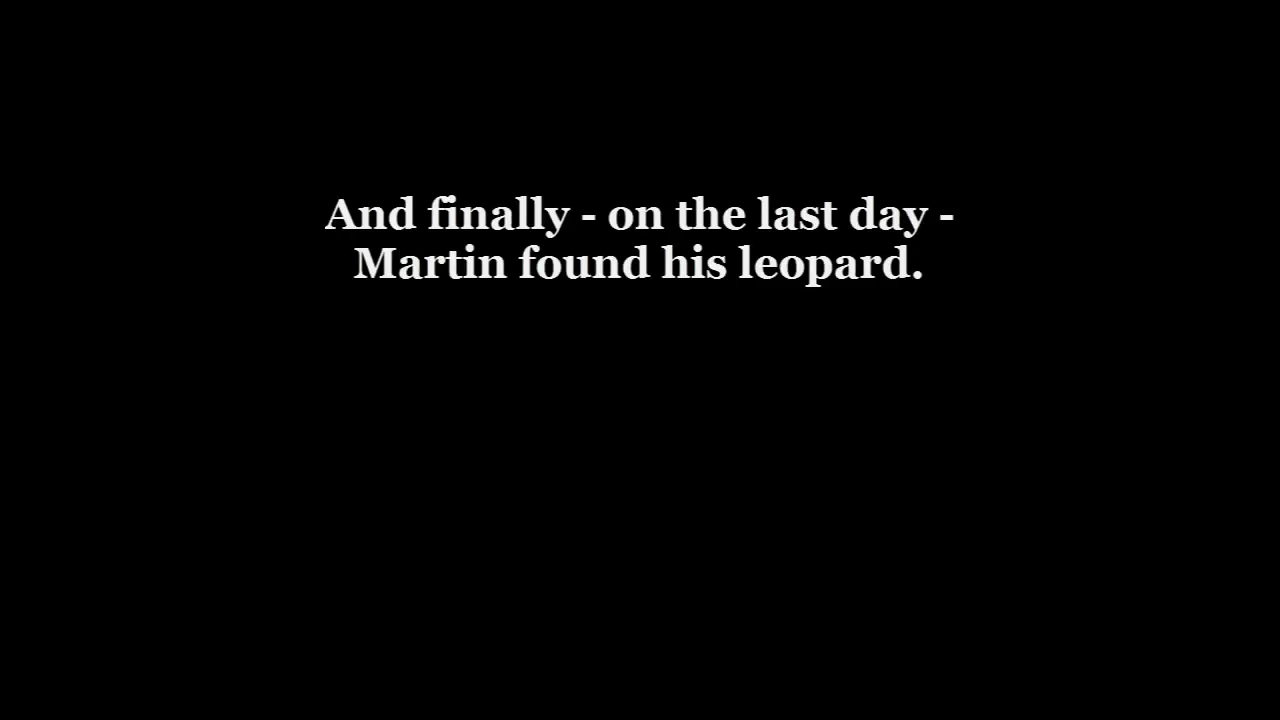 And finally - on the last day -
Martin found his leopard.